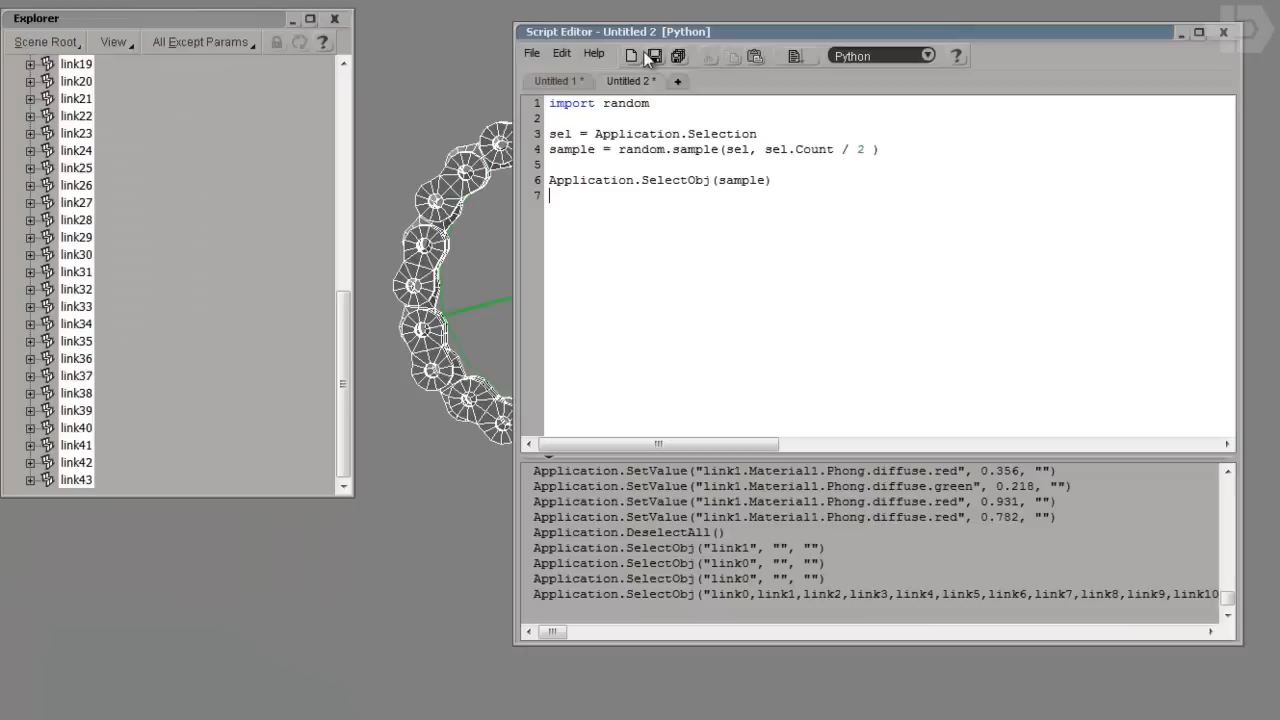 Explorer
Scene Root, View All Except Params ?
link19
link20
link21
link22
link23
link24
link25
link26
link27
link28
link29
link30
link31
link32
link33
link34
link35
link36
link37
link38
link39
link40
link41
link42
link43
Script Editor - Untitled 2 [Python]
File Edit Help Python ?
Untitled 1 * Untitled 2 * +
1 import random
2
3 sel = Application.Selection
4 sample = random.sample(sel, sel.Count / 2 )
5
6 Application.SelectObj(sample)
7
Application.SetValue("link1.Material1.Phong.diffuse.red", 0.356, "")
Application.SetValue("link1.Material1.Phong.diffuse.green", 0.218, "")
Application.SetValue("link1.Material1.Phong.diffuse.red", 0.931, "")
Application.SetValue("link1.Material1.Phong.diffuse.red", 0.782, "")
Application.DeselectAll()
Application.SelectObj("link1", "", "")
Application.SelectObj("link0", "", "")
Application.SelectObj("link0", "", "")
Application.SelectObj("link0,link1,link2,link3,link4,link5,link6,link7,link8,link9,link10